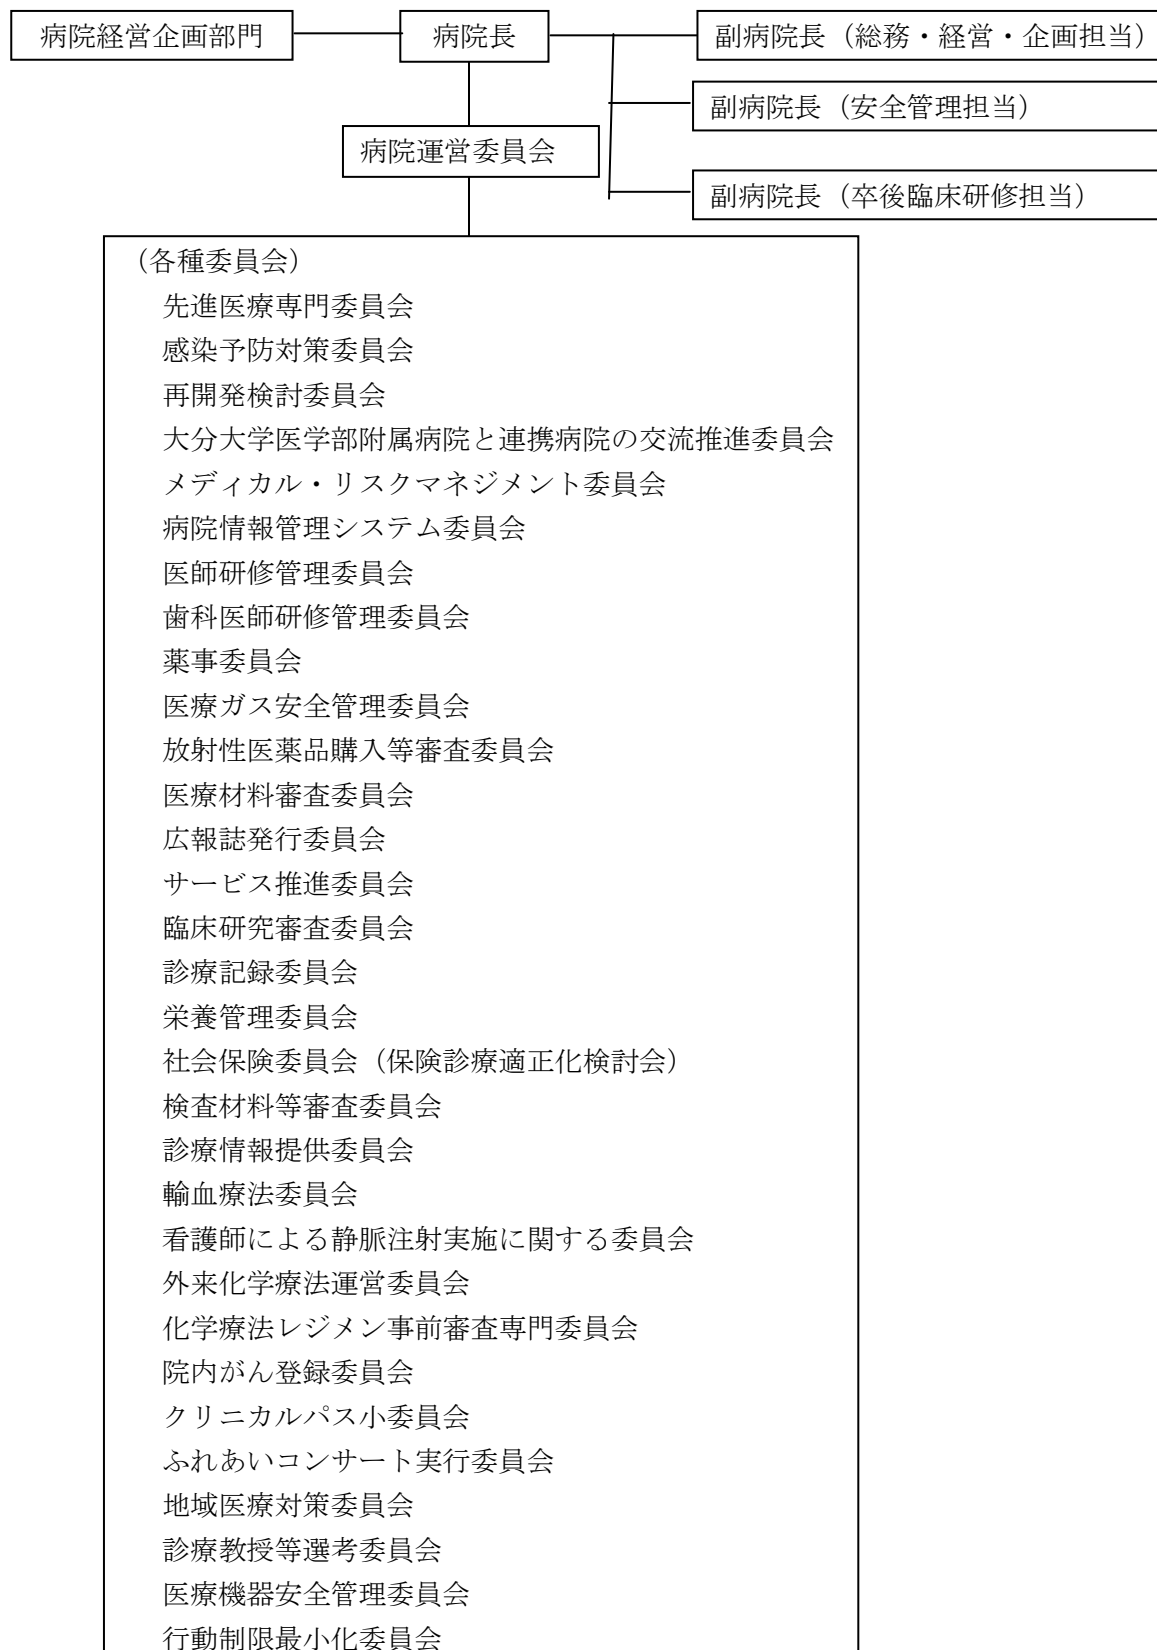 病院経営企画部門
病院長
副病院長（総務・経営・企画担当）
副病院長（安全管理担当）
病院運営委員会
副病院長（卒後臨床研修担当）
（各種委員会）
先進医療専門委員会
感染予防対策委員会
再開発検討委員会
大分大学医学部附属病院と連携病院の交流推進委員会
メディカル・リスクマネジメント委員会
病院情報管理システム委員会
医師研修管理委員会
歯科医師研修管理委員会
薬事委員会
医療ガス安全管理委員会
放射性医薬品購入等審査委員会
医療材料審査委員会
広報誌発行委員会
サービス推進委員会
臨床研究審査委員会
診療記録委員会
栄養管理委員会
社会保険委員会（保険診療適正化検討会）
検査材料等審査委員会
診療情報提供委員会
輸血療法委員会
看護師による静脈注射実施に関する委員会
外来化学療法運営委員会
化学療法レジメン事前審査専門委員会
院内がん登録委員会
クリニカルパス小委員会
ふれあいコンサート実行委員会
地域医療対策委員会
診療教授等選考委員会
医療機器安全管理委員会
行動制限最小化委員会